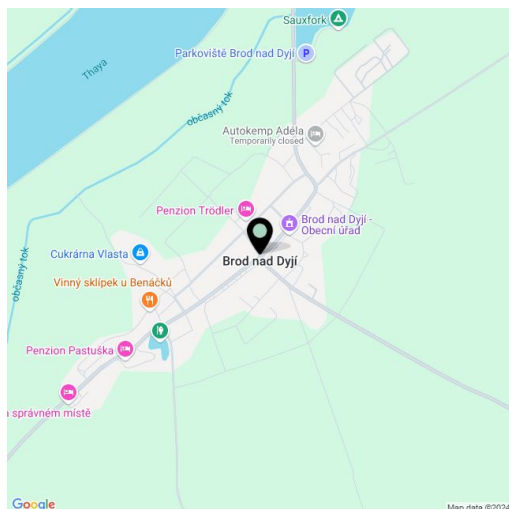 Sauxfork
Parkoviště Brod nad Dyjí
P
Thaya
občasný tok
Autokemp Adéla
Temporarily closed
Penzion Trödler
Brod nad Dyjí -
Obecní úřad
Cukrárna Vlasta
Brod nad Dyjí
občasný tok
Vinný sklípek u Benáčků
Penzion Pastuška
a správném místě
Google
Map data ©2024